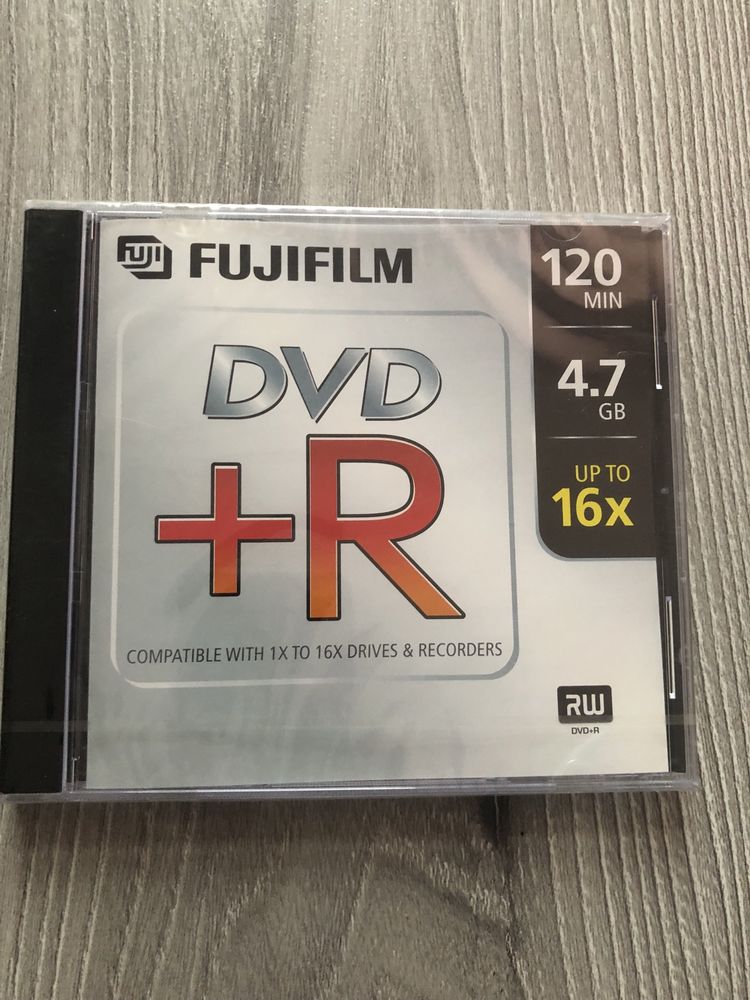 FUJI FUJIFILM
DVD
+R
COMPATIBLE WITH 1X TO 16X DRIVES & RECORDERS
120
MIN
4.7
GB
UP TO
16x
RW
DVD+R